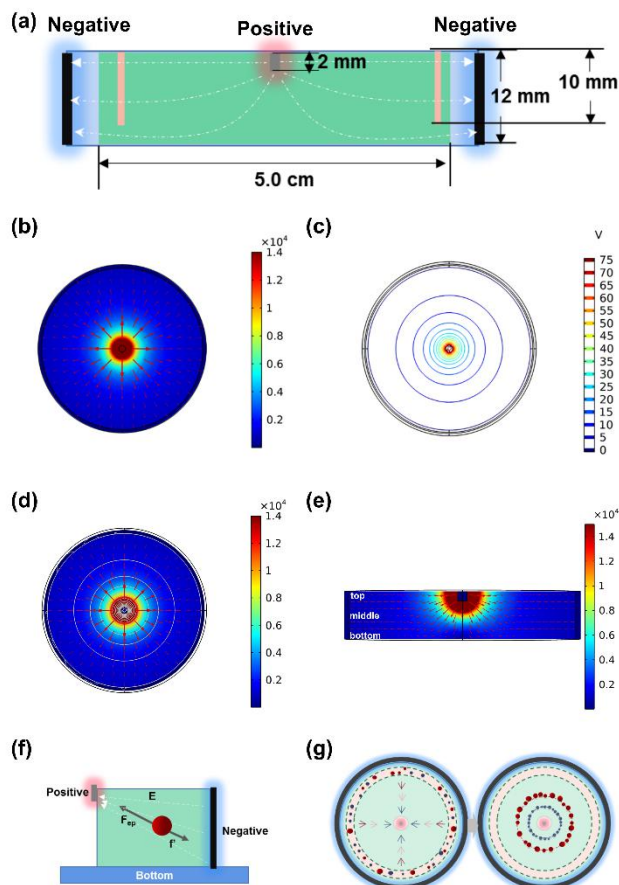 (a)
Negative Positive Negative
2 mm
12 mm
10 mm
5.0 cm
(b)
×10⁴
1.4
1.2
1.0
0.8
0.6
0.4
0.2
(c)
V
75
70
65
60
55
50
45
40
35
30
25
20
15
10
5
0
(d)
×10⁴
1.4
1.2
1.0
0.8
0.6
0.4
0.2
(e)
top
middle
bottom
×10⁴
1.4
1.2
1.0
0.8
0.6
0.4
0.2
0
(f)
Positive
E
Fep
f'
Negative
Bottom
(g)